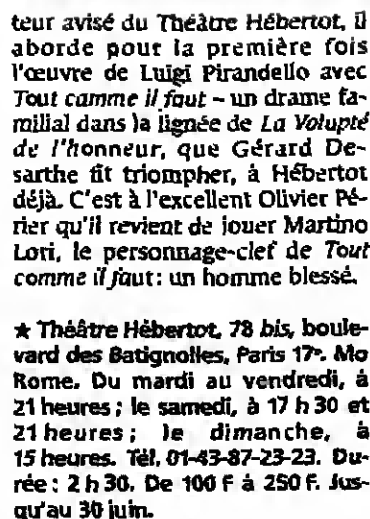 teur avisé du Théâtre Hébertot, il
aborde pour la première fois
l'œuvre de Luigi Pirandello avec
Tout comme il faut – un drame fa-
milial dans la lignée de La Volupté
de l'honneur, que Gérard De-
sarthe fit triompher, à Hébertot
déjà. C'est à l'excellent Olivier Pé-
rier qu'il revient de jouer Martino
Lori, le personnage-clef de Tout
comme il faut : un homme blessé.
★ Théâtre Hébertot, 78 bis, boule-
vard des Batignolles, Paris 17e. Mo
Rome. Du mardi au vendredi, à
21 heures ; le samedi, à 17 h 30 et
21 heures ; le dimanche, à
15 heures. Tél. 01-43-87-23-23. Du-
rée : 2 h 30. De 100 F à 250 F. Jus-
qu'au 30 juin.